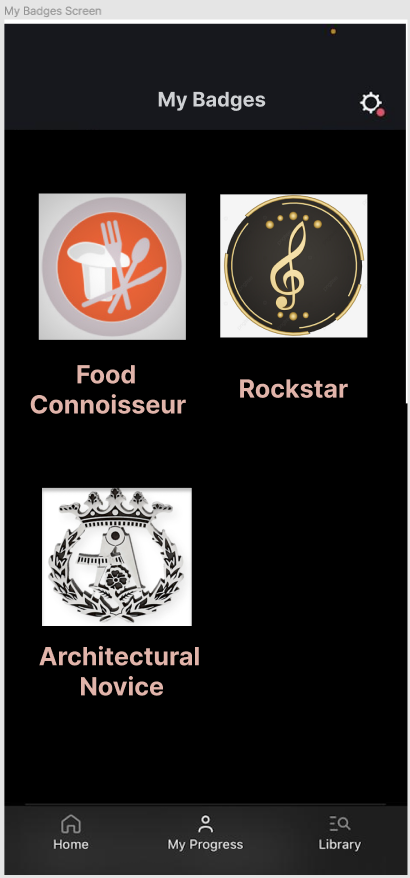 My Badges Screen
My Badges
Food
Connoisseur
Rockstar
Architectural
Novice
Home
My Progress
Library